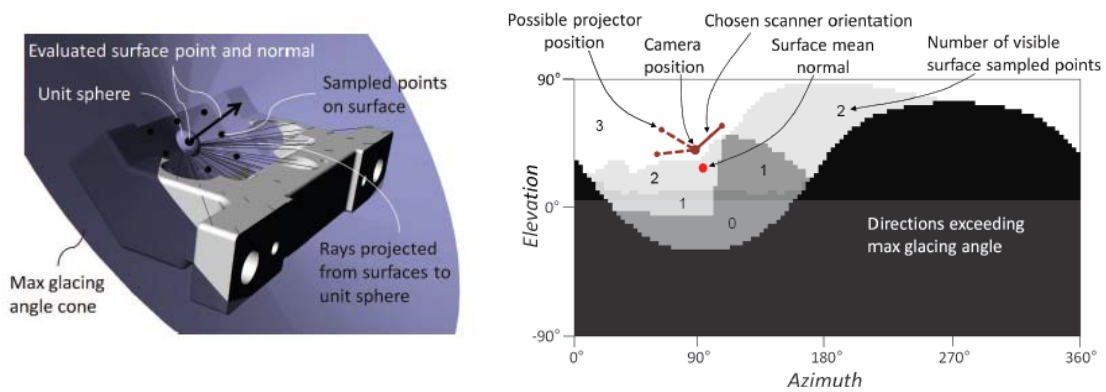 Evaluated surface point and normal
Unit sphere
Sampled points
on surface
Max glacing
angle cone
Rays projected
from surfaces to
unit sphere
Possible projector
position
Camera
position
Chosen scanner orientation
Surface mean
normal
Number of visible
surface sampled points
90°
Elevation
0°
-90°
3
2
1
1
0
2
Directions exceeding
max glacing angle
0°
90°
180°
270°
360°
Azimuth